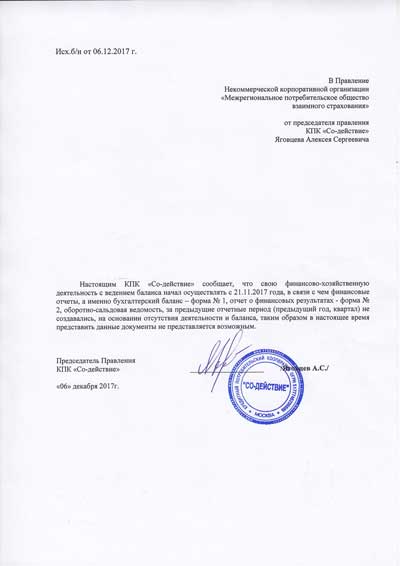 Исх.б/н от 06.12.2017 г.
В Правление
Некоммерческой корпоративной организации
«Межрегиональное потребительское общество
взаимного страхования»
от председателя правления
КПК «Со-действие»
Яговцева Алексея Сергеевича
Настоящим КПК «Со-действие» сообщает, что свою финансово-хозяйственную
деятельность с ведением баланса начал осуществлять с 21.11.2017 года, в связи с чем финансовые
отчеты, а именно бухгалтерский баланс – форма № 1, отчет о финансовых результатах - форма №
2, оборотно-сальдовая ведомость, за предыдущие отчетные период (предыдущий год, квартал) не
создавались, на основании отсутствия деятельности и баланса, таким образом в настоящее время
представить данные документы не представляется возможным.
Председатель Правления
КПК «Со-действие»
Яговцев А.С./
«06» декабря 2017г.
"СО-ДЕЙСТВИЕ"
МОСКВА